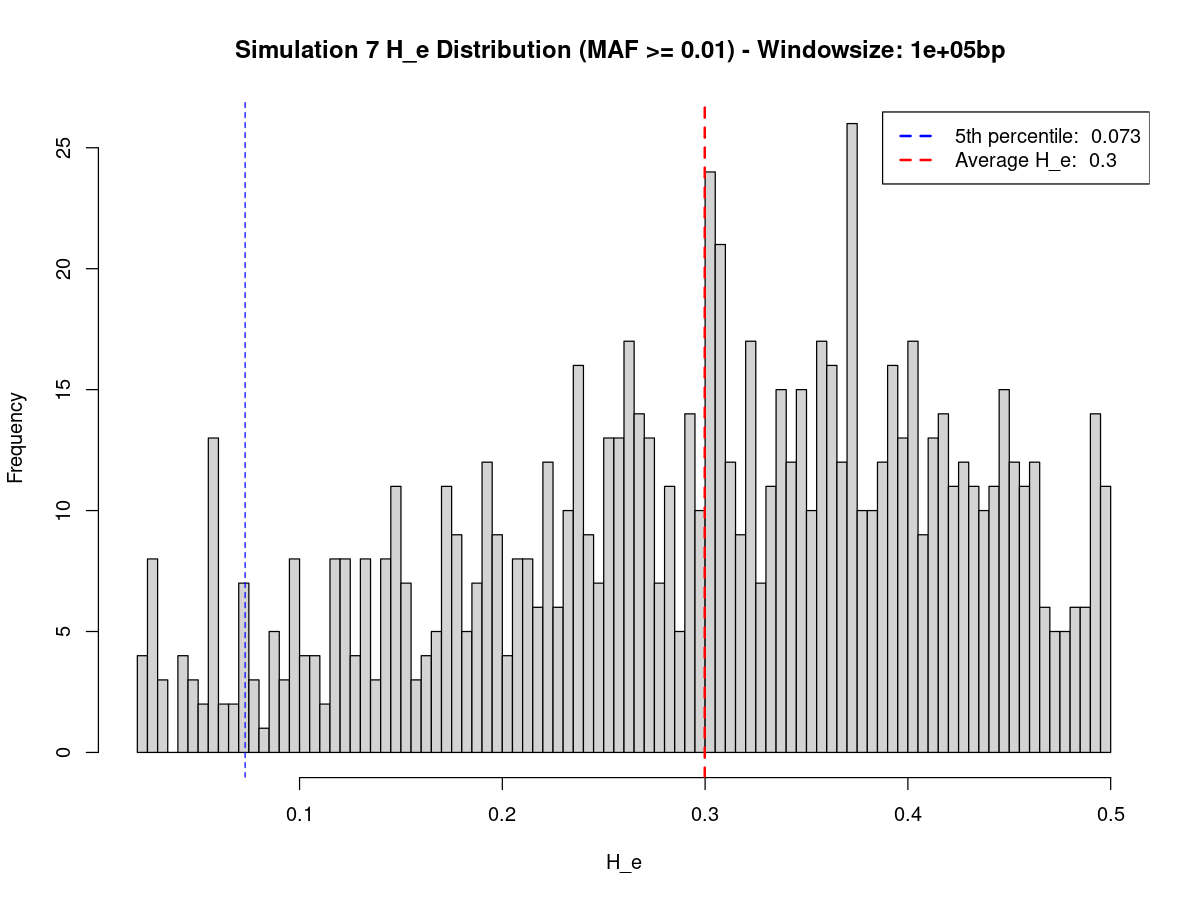 Simulation 7 H_e Distribution (MAF >= 0.01) - Windowsize: 1e+05bp
5th percentile:  0.073
Average H_e:  0.3
Frequency
25
20
15
10
5
0
0.1
0.2
0.3
0.4
0.5
H_e